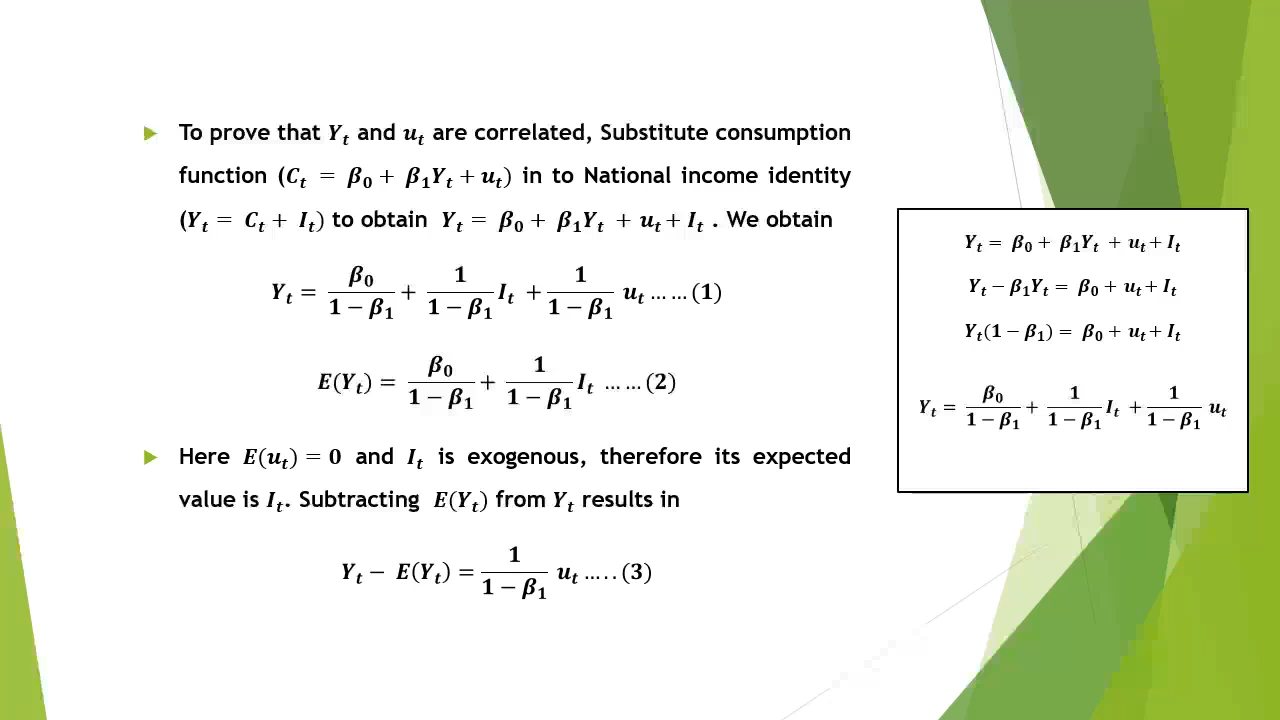 To prove that Yₜ and uₜ are correlated, Substitute consumption
function (Cₜ = β₀ + β₁Yₜ + uₜ) in to National income identity
(Yₜ = Cₜ + Iₜ) to obtain Yₜ = β₀ + β₁Yₜ + uₜ + Iₜ . We obtain
Yₜ = β₀/(1 − β₁) + 1/(1 − β₁) Iₜ + 1/(1 − β₁) uₜ … … (1)
E(Yₜ) = β₀/(1 − β₁) + 1/(1 − β₁) Iₜ … … (2)
Here E(uₜ) = 0 and Iₜ is exogenous, therefore its expected
value is Iₜ. Subtracting E(Yₜ) from Yₜ results in
Yₜ − E(Yₜ) = 1/(1 − β₁) uₜ … . . (3)
Yₜ = β₀ + β₁Yₜ + uₜ + Iₜ
Yₜ − β₁Yₜ = β₀ + uₜ + Iₜ
Yₜ(1 − β₁) = β₀ + uₜ + Iₜ
Yₜ = β₀/(1 − β₁) + 1/(1 − β₁) Iₜ + 1/(1 − β₁) uₜ